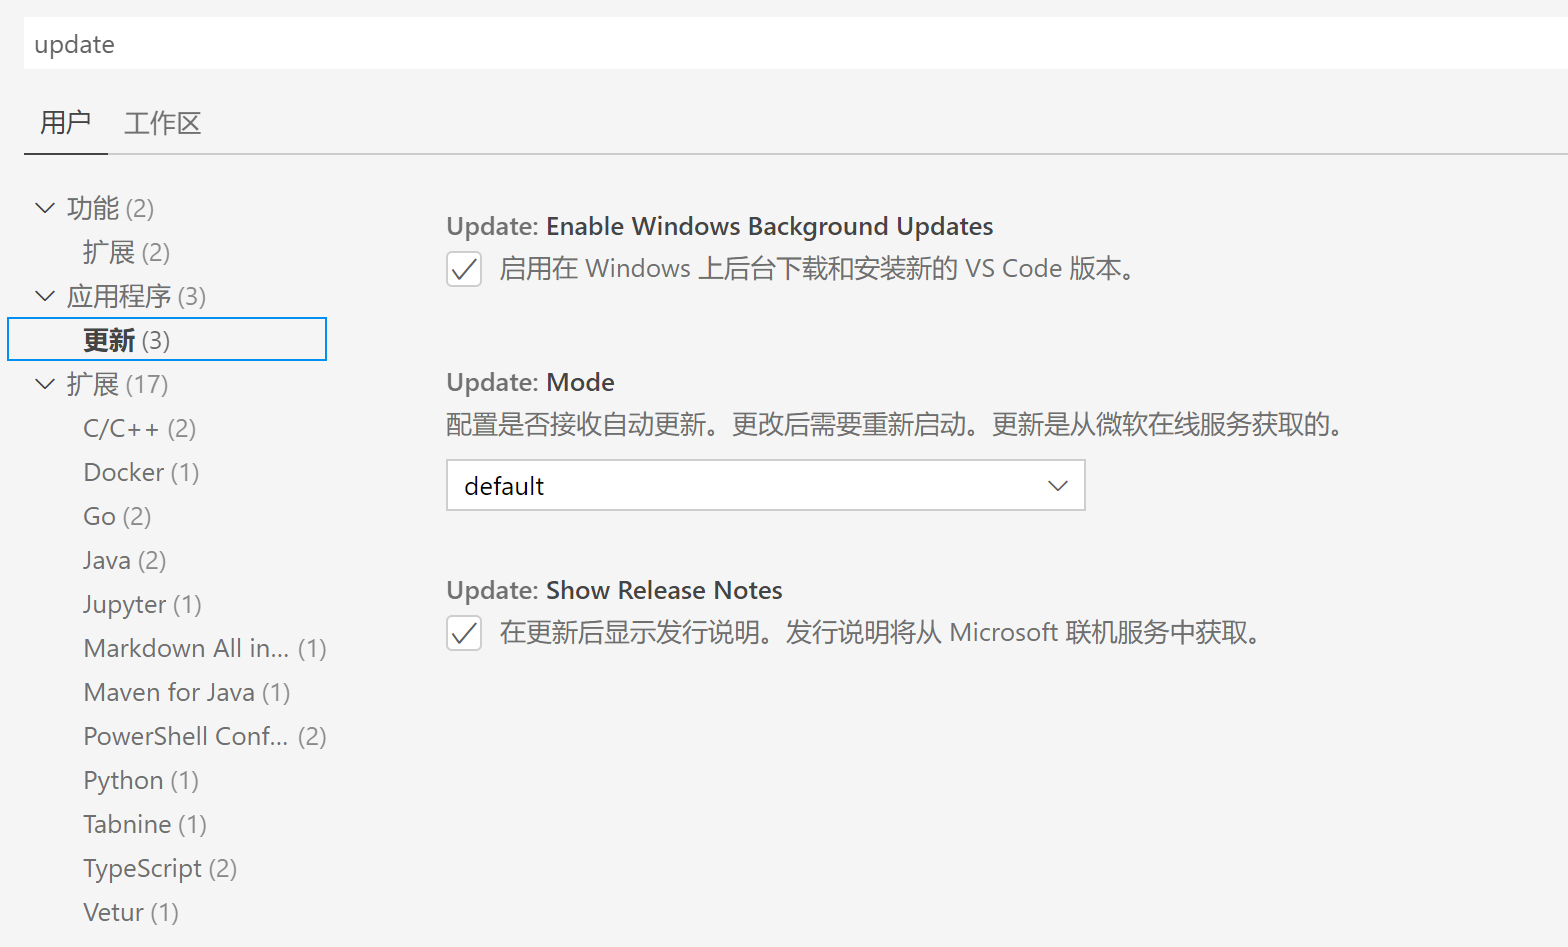 update
用户 工作区
功能 (2)
扩展 (2)
应用程序 (3)
更新 (3)
扩展 (17)
C/C++ (2)
Docker (1)
Go (2)
Java (2)
Jupyter (1)
Markdown All in... (1)
Maven for Java (1)
PowerShell Conf... (2)
Python (1)
Tabnine (1)
TypeScript (2)
Vetur (1)
Update: Enable Windows Background Updates
启用在 Windows 上后台下载和安装新的 VS Code 版本。
Update: Mode
配置是否接收自动更新。更改后需要重新启动。更新是从微软在线服务获取的。
default
Update: Show Release Notes
在更新后显示发行说明。发行说明将从 Microsoft 联机服务中获取。